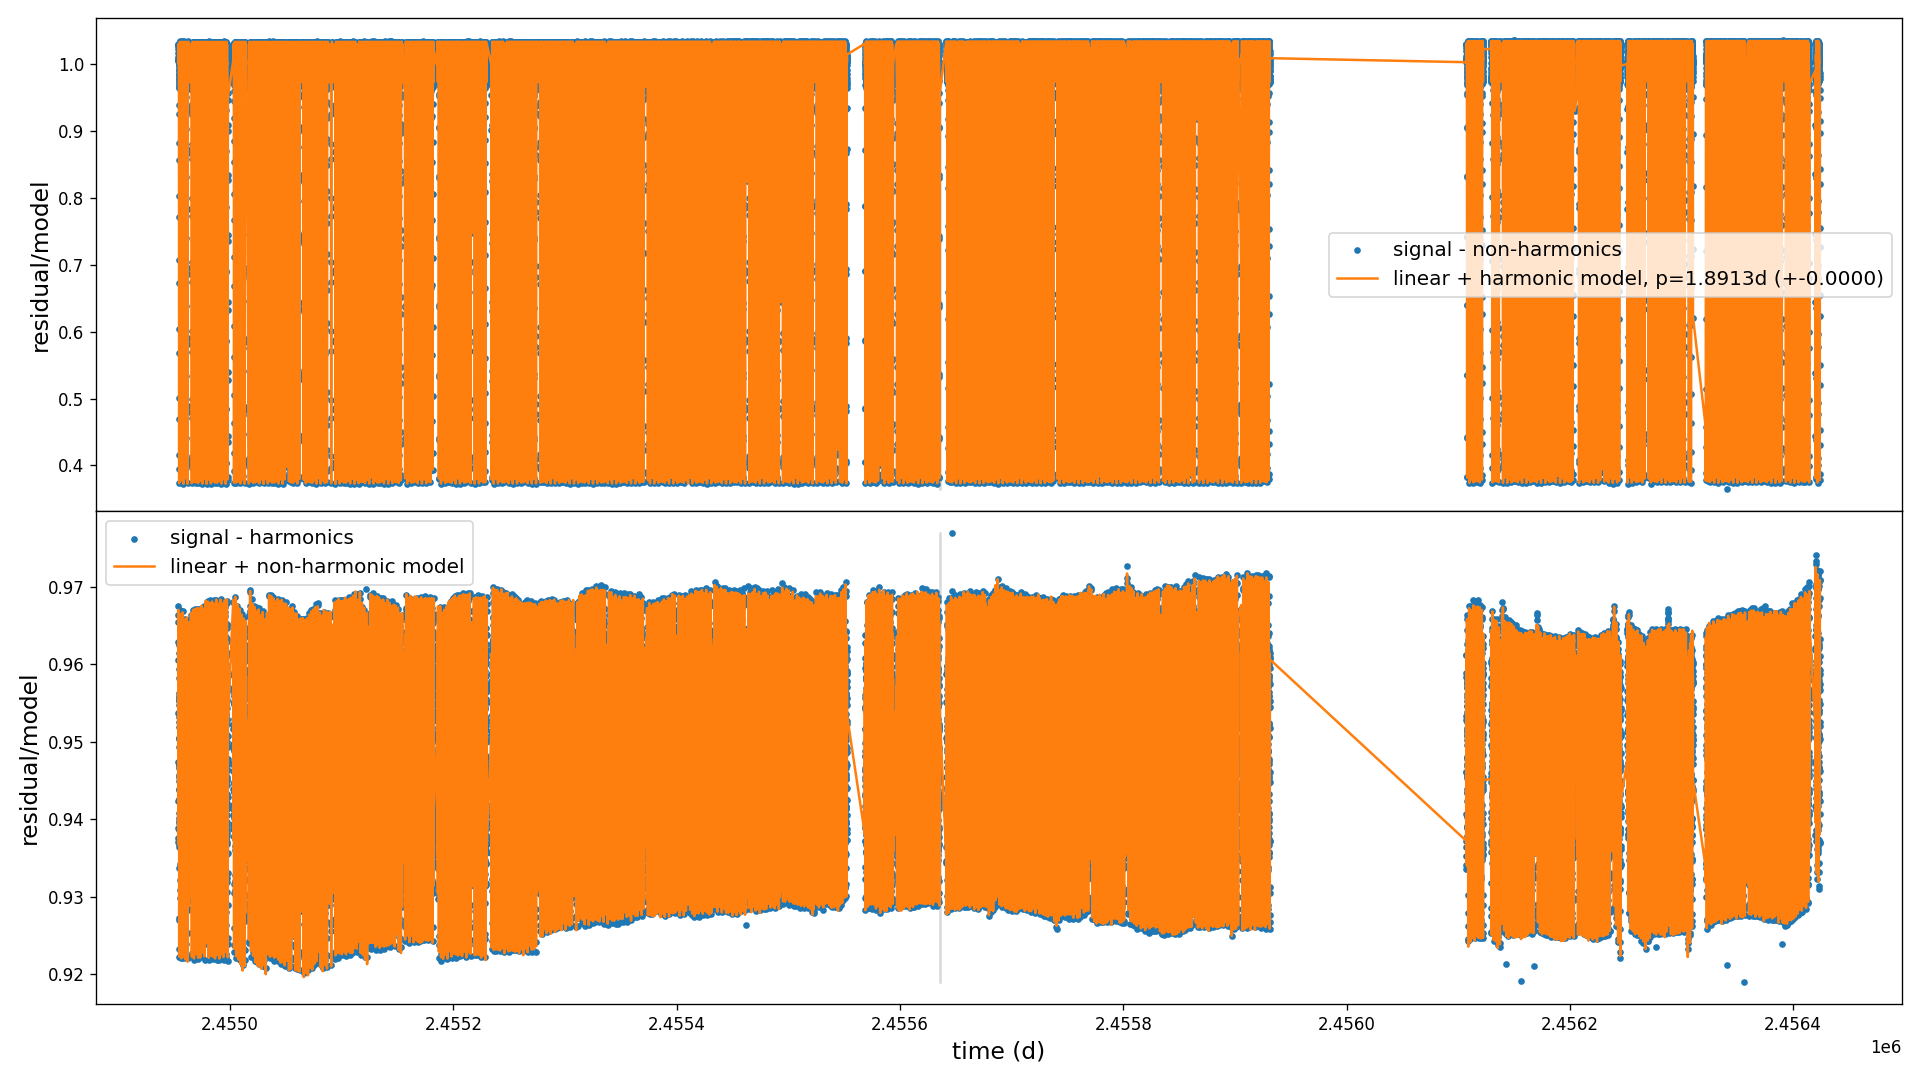 residual/model
1.0
0.9
0.8
0.7
0.6
0.5
0.4
signal - non-harmonics
linear + harmonic model, p=1.8913d (+-0.0000)
residual/model
0.97
0.96
0.95
0.94
0.93
0.92
signal - harmonics
linear + non-harmonic model
2.4550 2.4552 2.4554 2.4556 2.4558 2.4560 2.4562 2.4564
time (d)
1e6